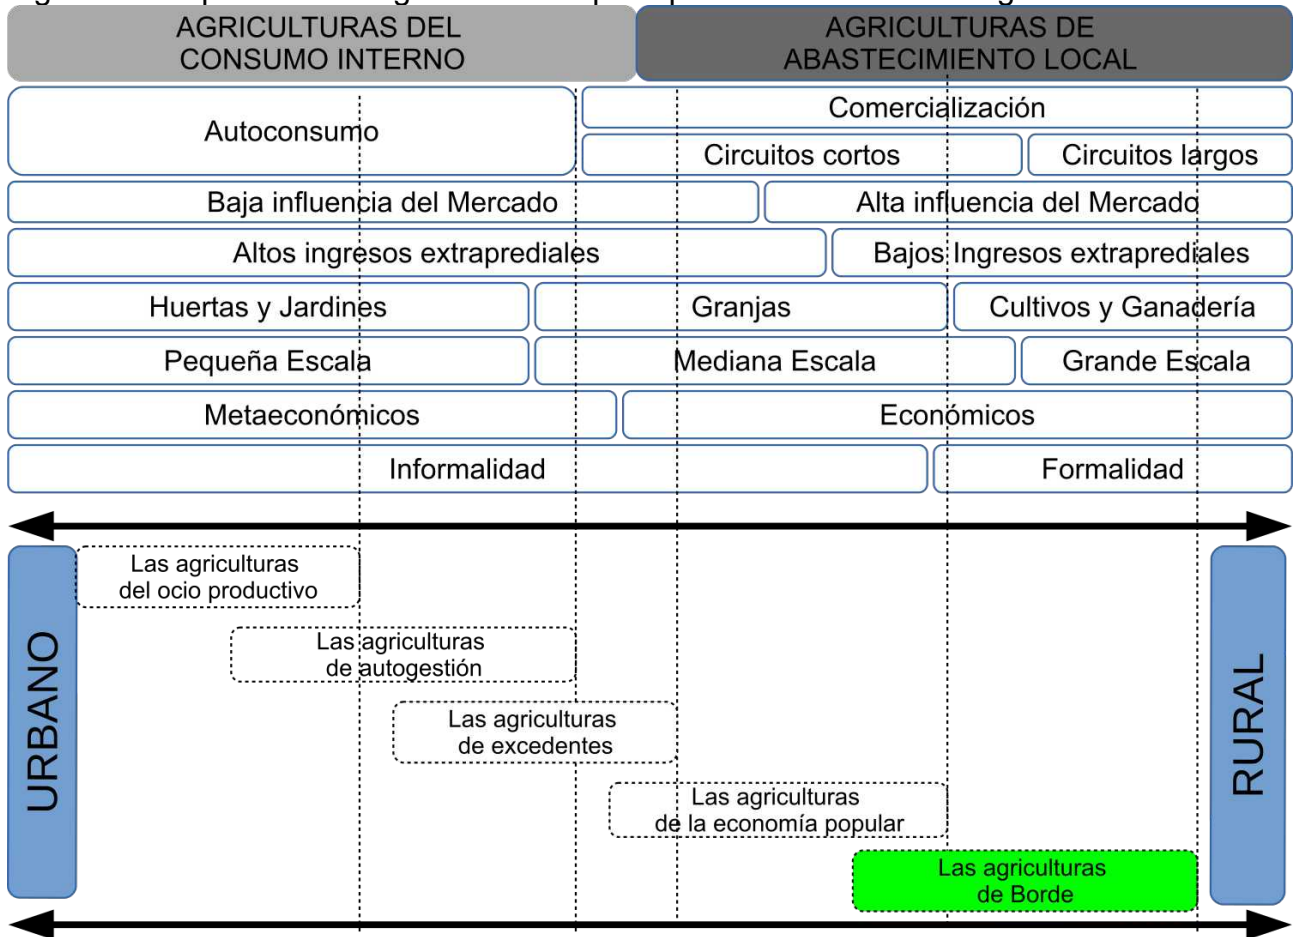 AGRICULTURAS DEL
CONSUMO INTERNO
AGRICULTURAS DE
ABASTECIMIENTO LOCAL
Autoconsumo
Comercialización
Circuitos cortos
Circuitos largos
Baja influencia del Mercado
Alta influencia del Mercado
Altos ingresos extraprediales
Bajos Ingresos extraprediales
Huertas y Jardines
Granjas
Cultivos y Ganadería
Pequeña Escala
Mediana Escala
Grande Escala
Metaeconómicos
Económicos
Informalidad
Formalidad
URBANO
Las agriculturas
del ocio productivo
Las agriculturas
de autogestión
Las agriculturas
de excedentes
Las agriculturas
de la economía popular
Las agriculturas
de Borde
RURAL